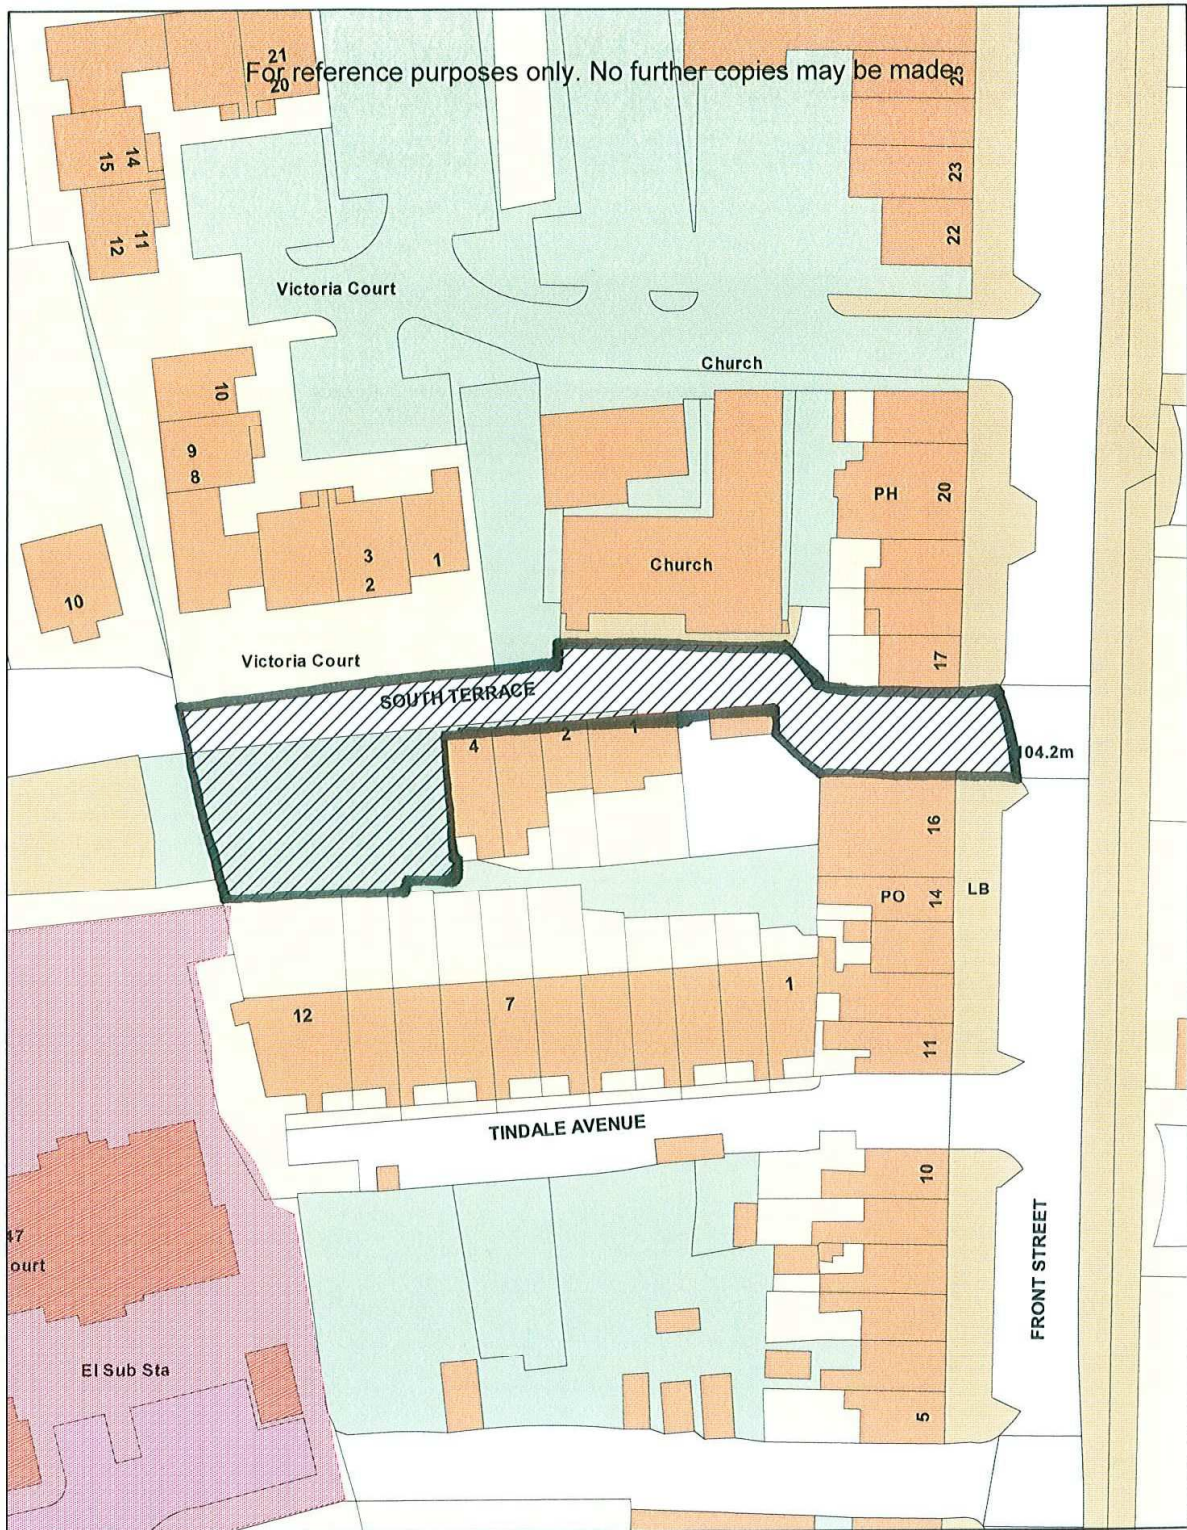 21
For reference purposes only. No further copies may be made
20
25
14
15
23
11
12
22
Victoria Court
Church
10
9
8
PH
20
3
2
1
Church
10
Victoria Court
17
SOUTH TERRACE
4
2
1
104.2m
16
PO
14
LB
12
7
1
11
TINDALE AVENUE
10
47
ourt
FRONT STREET
El Sub Sta
5